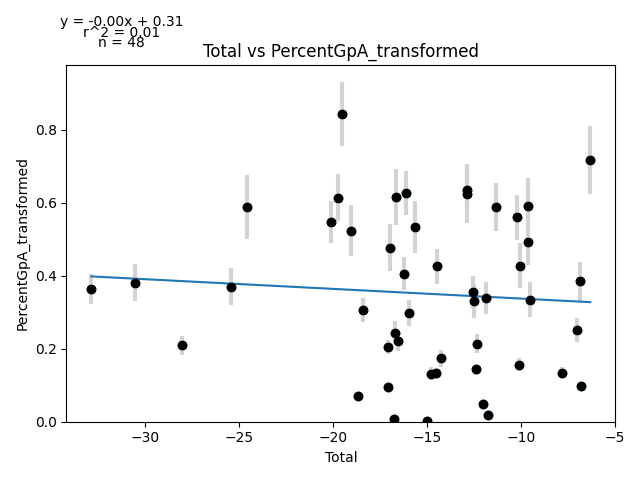 y = -0.00x + 0.31
r^2 = 0.01
n = 48
Total vs PercentGpA_transformed
PercentGpA_transformed
0.8
0.6
0.4
0.2
0.0
−30
−25
−20
−15
−10
−5
Total